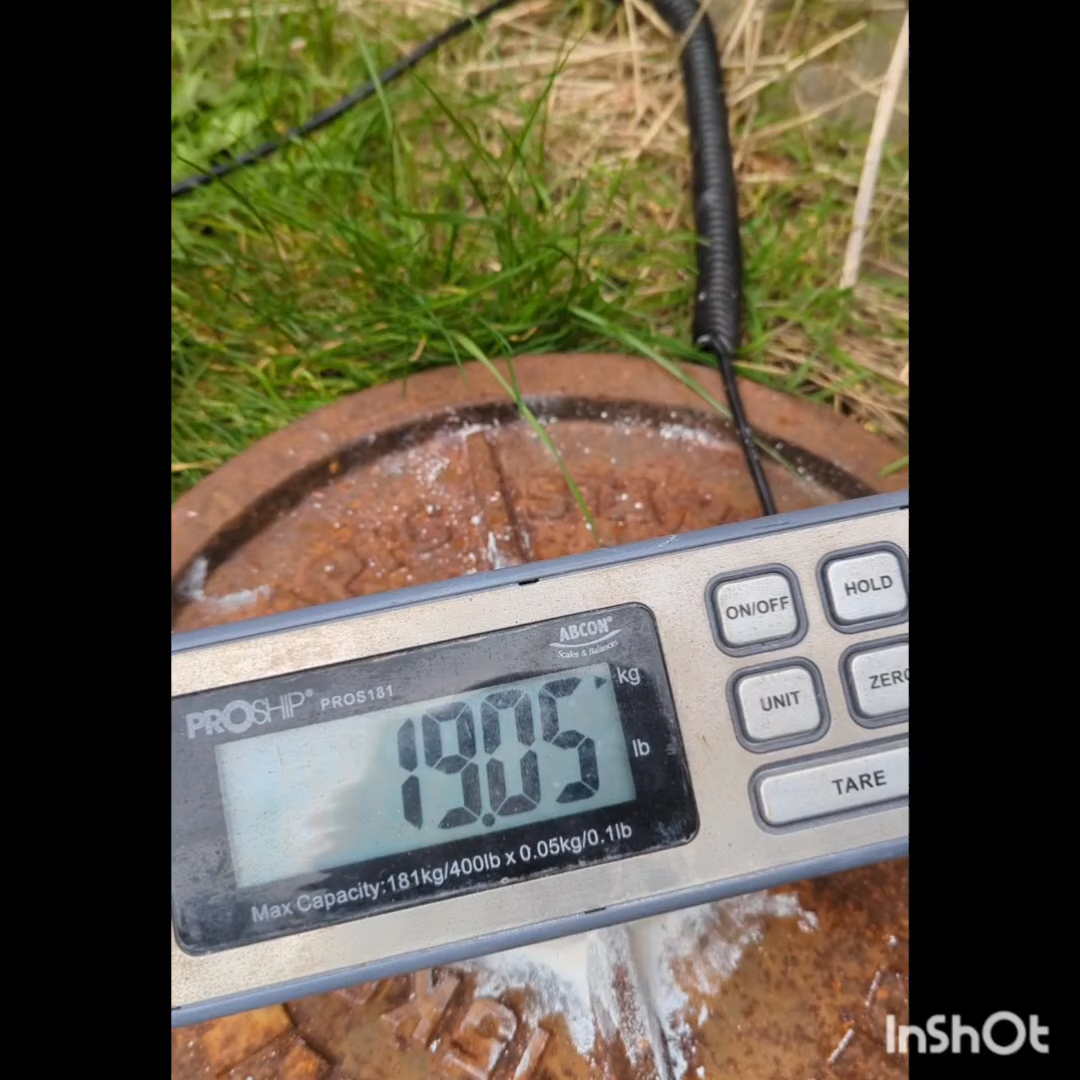 ABCON®
Scales & Balances
PROSHIP® PROS181
19.05
kg
lb
Max Capacity:181kg/400lb x 0.05kg/0.1lb
ON/OFF
HOLD
UNIT
ZERO
TARE
InShOt